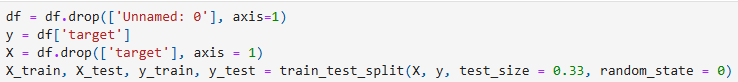 df = df.drop(['Unnamed: 0'], axis=1)
y = df['target']
X = df.drop(['target'], axis = 1)
X_train, X_test, y_train, y_test = train_test_split(X, y, test_size = 0.33, random_state = 0)